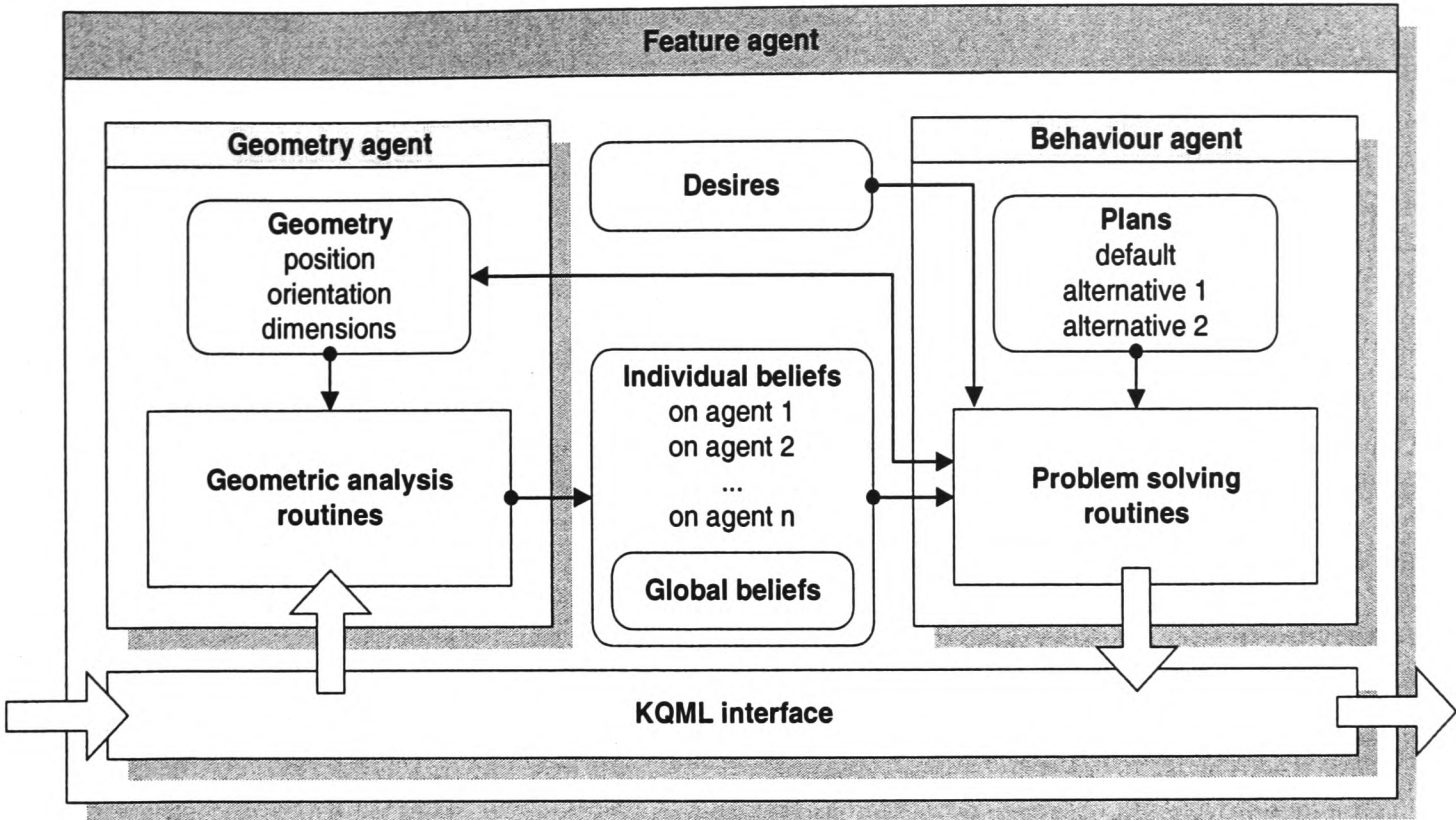 Feature agent
Geometry agent
Geometry
position
orientation
dimensions
Geometric analysis
routines
Desires
Individual beliefs
on agent 1
on agent 2
...
on agent n
Global beliefs
Behaviour agent
Plans
default
alternative 1
alternative 2
Problem solving
routines
KQML interface